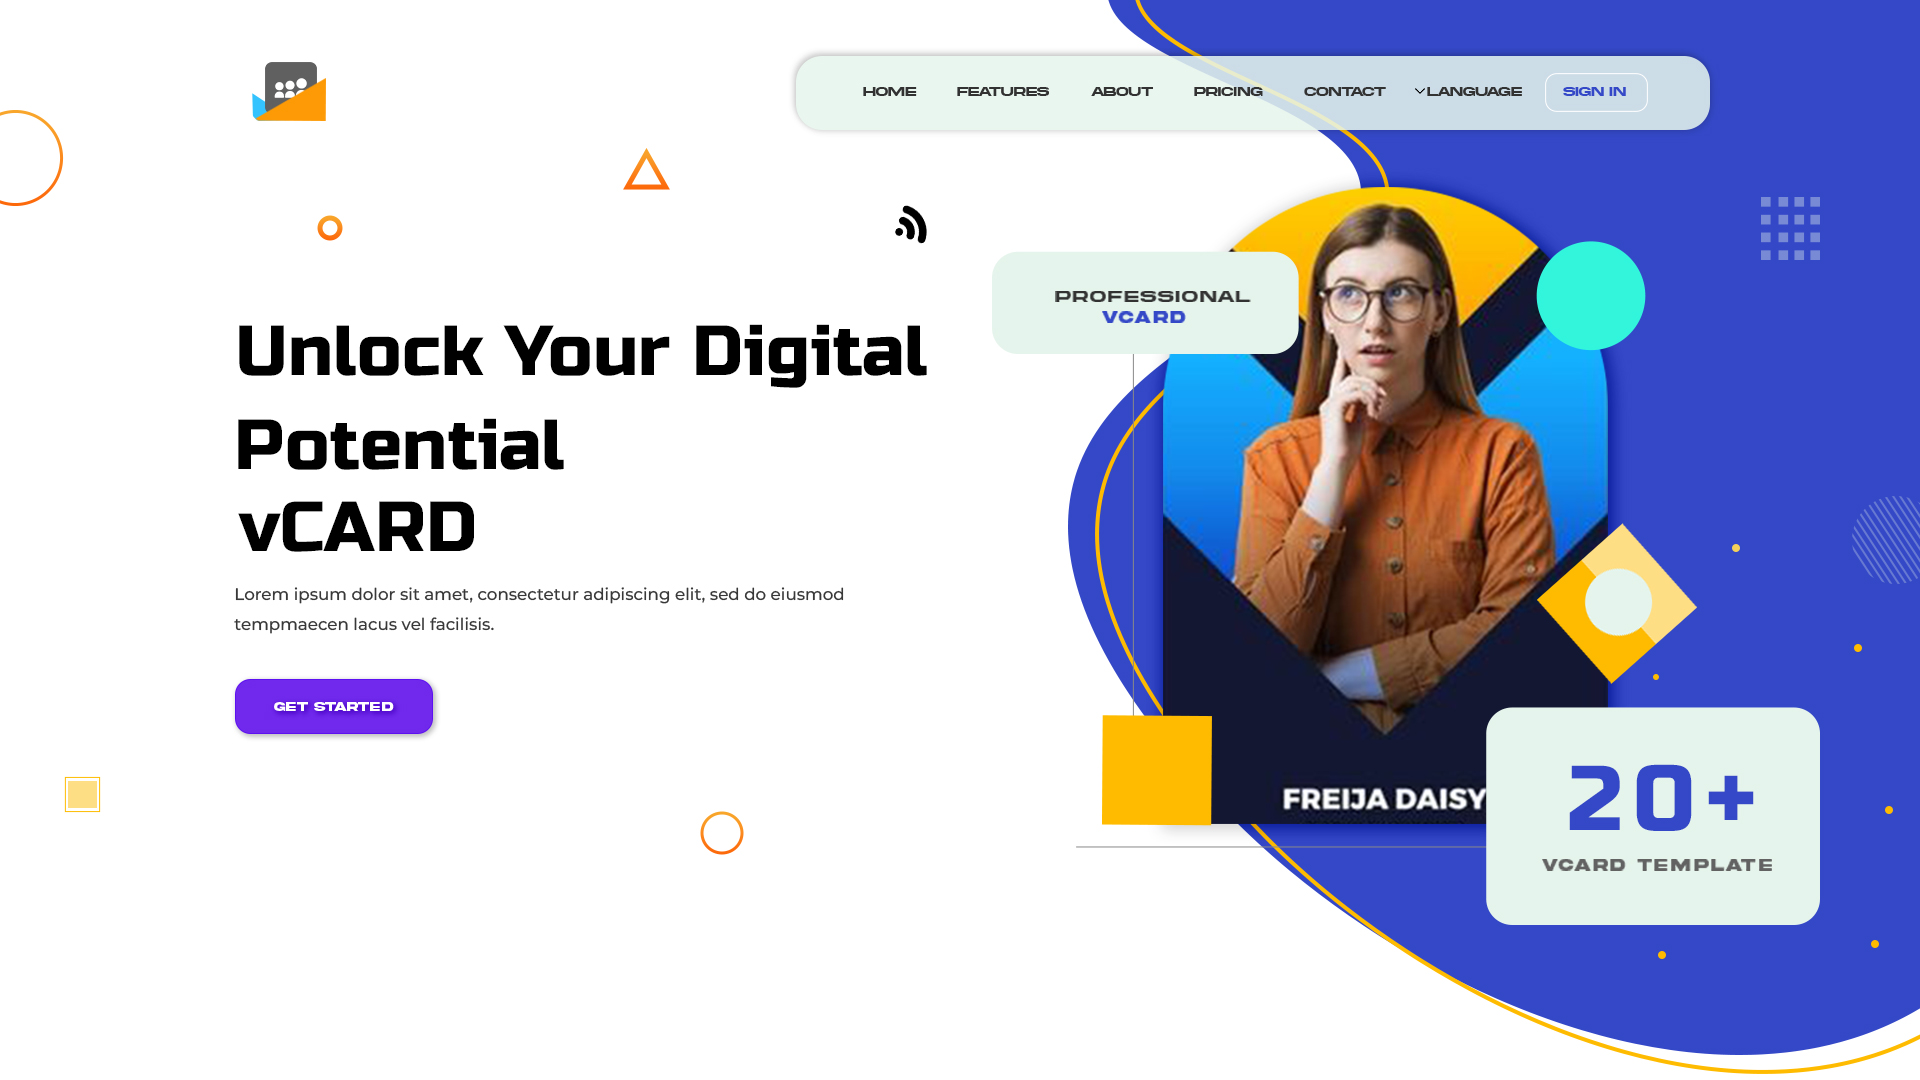 HOME FEATURES ABOUT PRICING CONTACT LANGUAGE SIGN IN
PROFESSIONAL
VCARD
Unlock Your Digital
Potential
vCARD
Lorem ipsum dolor sit amet, consectetur adipiscing elit, sed do eiusmod
tempmaecen lacus vel facilisis.
GET STARTED
FREIJA DAISY
20+
VCARD TEMPLATE